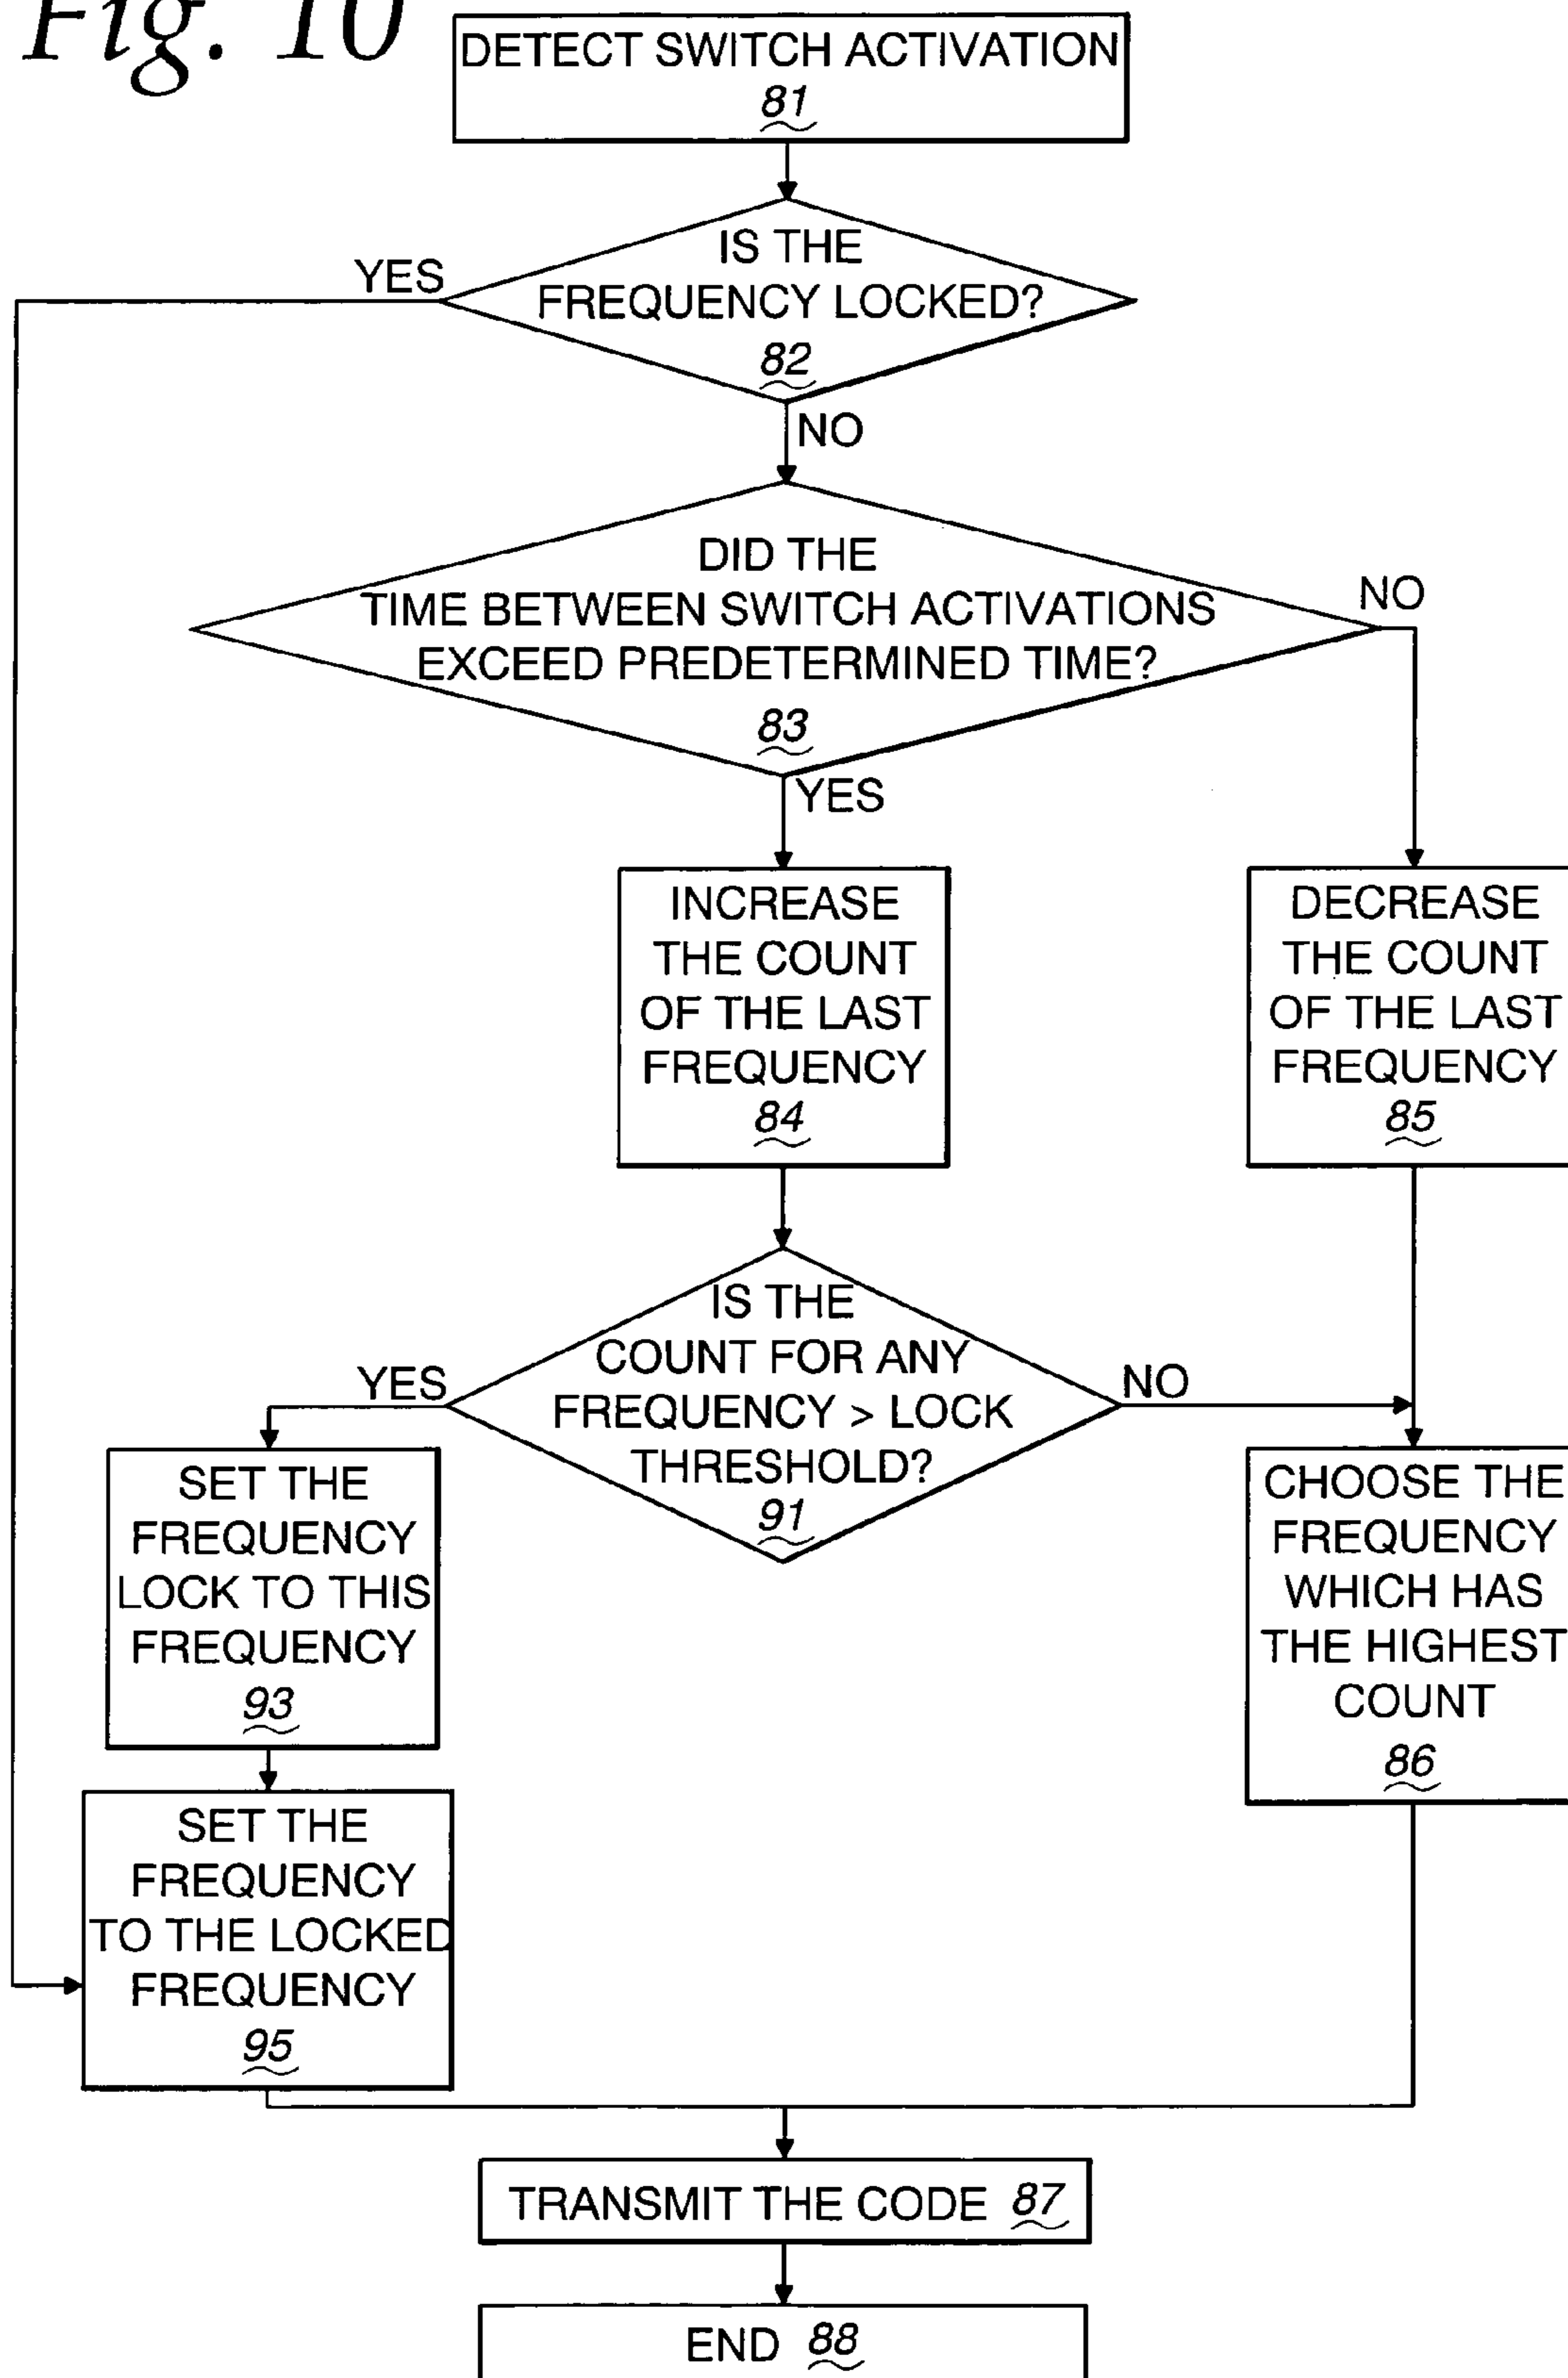 Fig. 10
DETECT SWITCH ACTIVATION
81
IS THE
FREQUENCY LOCKED?
82
YES
NO
DID THE
TIME BETWEEN SWITCH ACTIVATIONS
EXCEED PREDETERMINED TIME?
83
NO
YES
INCREASE
THE COUNT
OF THE LAST
FREQUENCY
84
DECREASE
THE COUNT
OF THE LAST
FREQUENCY
85
IS THE
COUNT FOR ANY
FREQUENCY > LOCK
THRESHOLD?
91
YES
NO
SET THE
FREQUENCY
LOCK TO THIS
FREQUENCY
93
CHOOSE THE
FREQUENCY
WHICH HAS
THE HIGHEST
COUNT
86
SET THE
FREQUENCY
TO THE LOCKED
FREQUENCY
95
TRANSMIT THE CODE 87
END 88